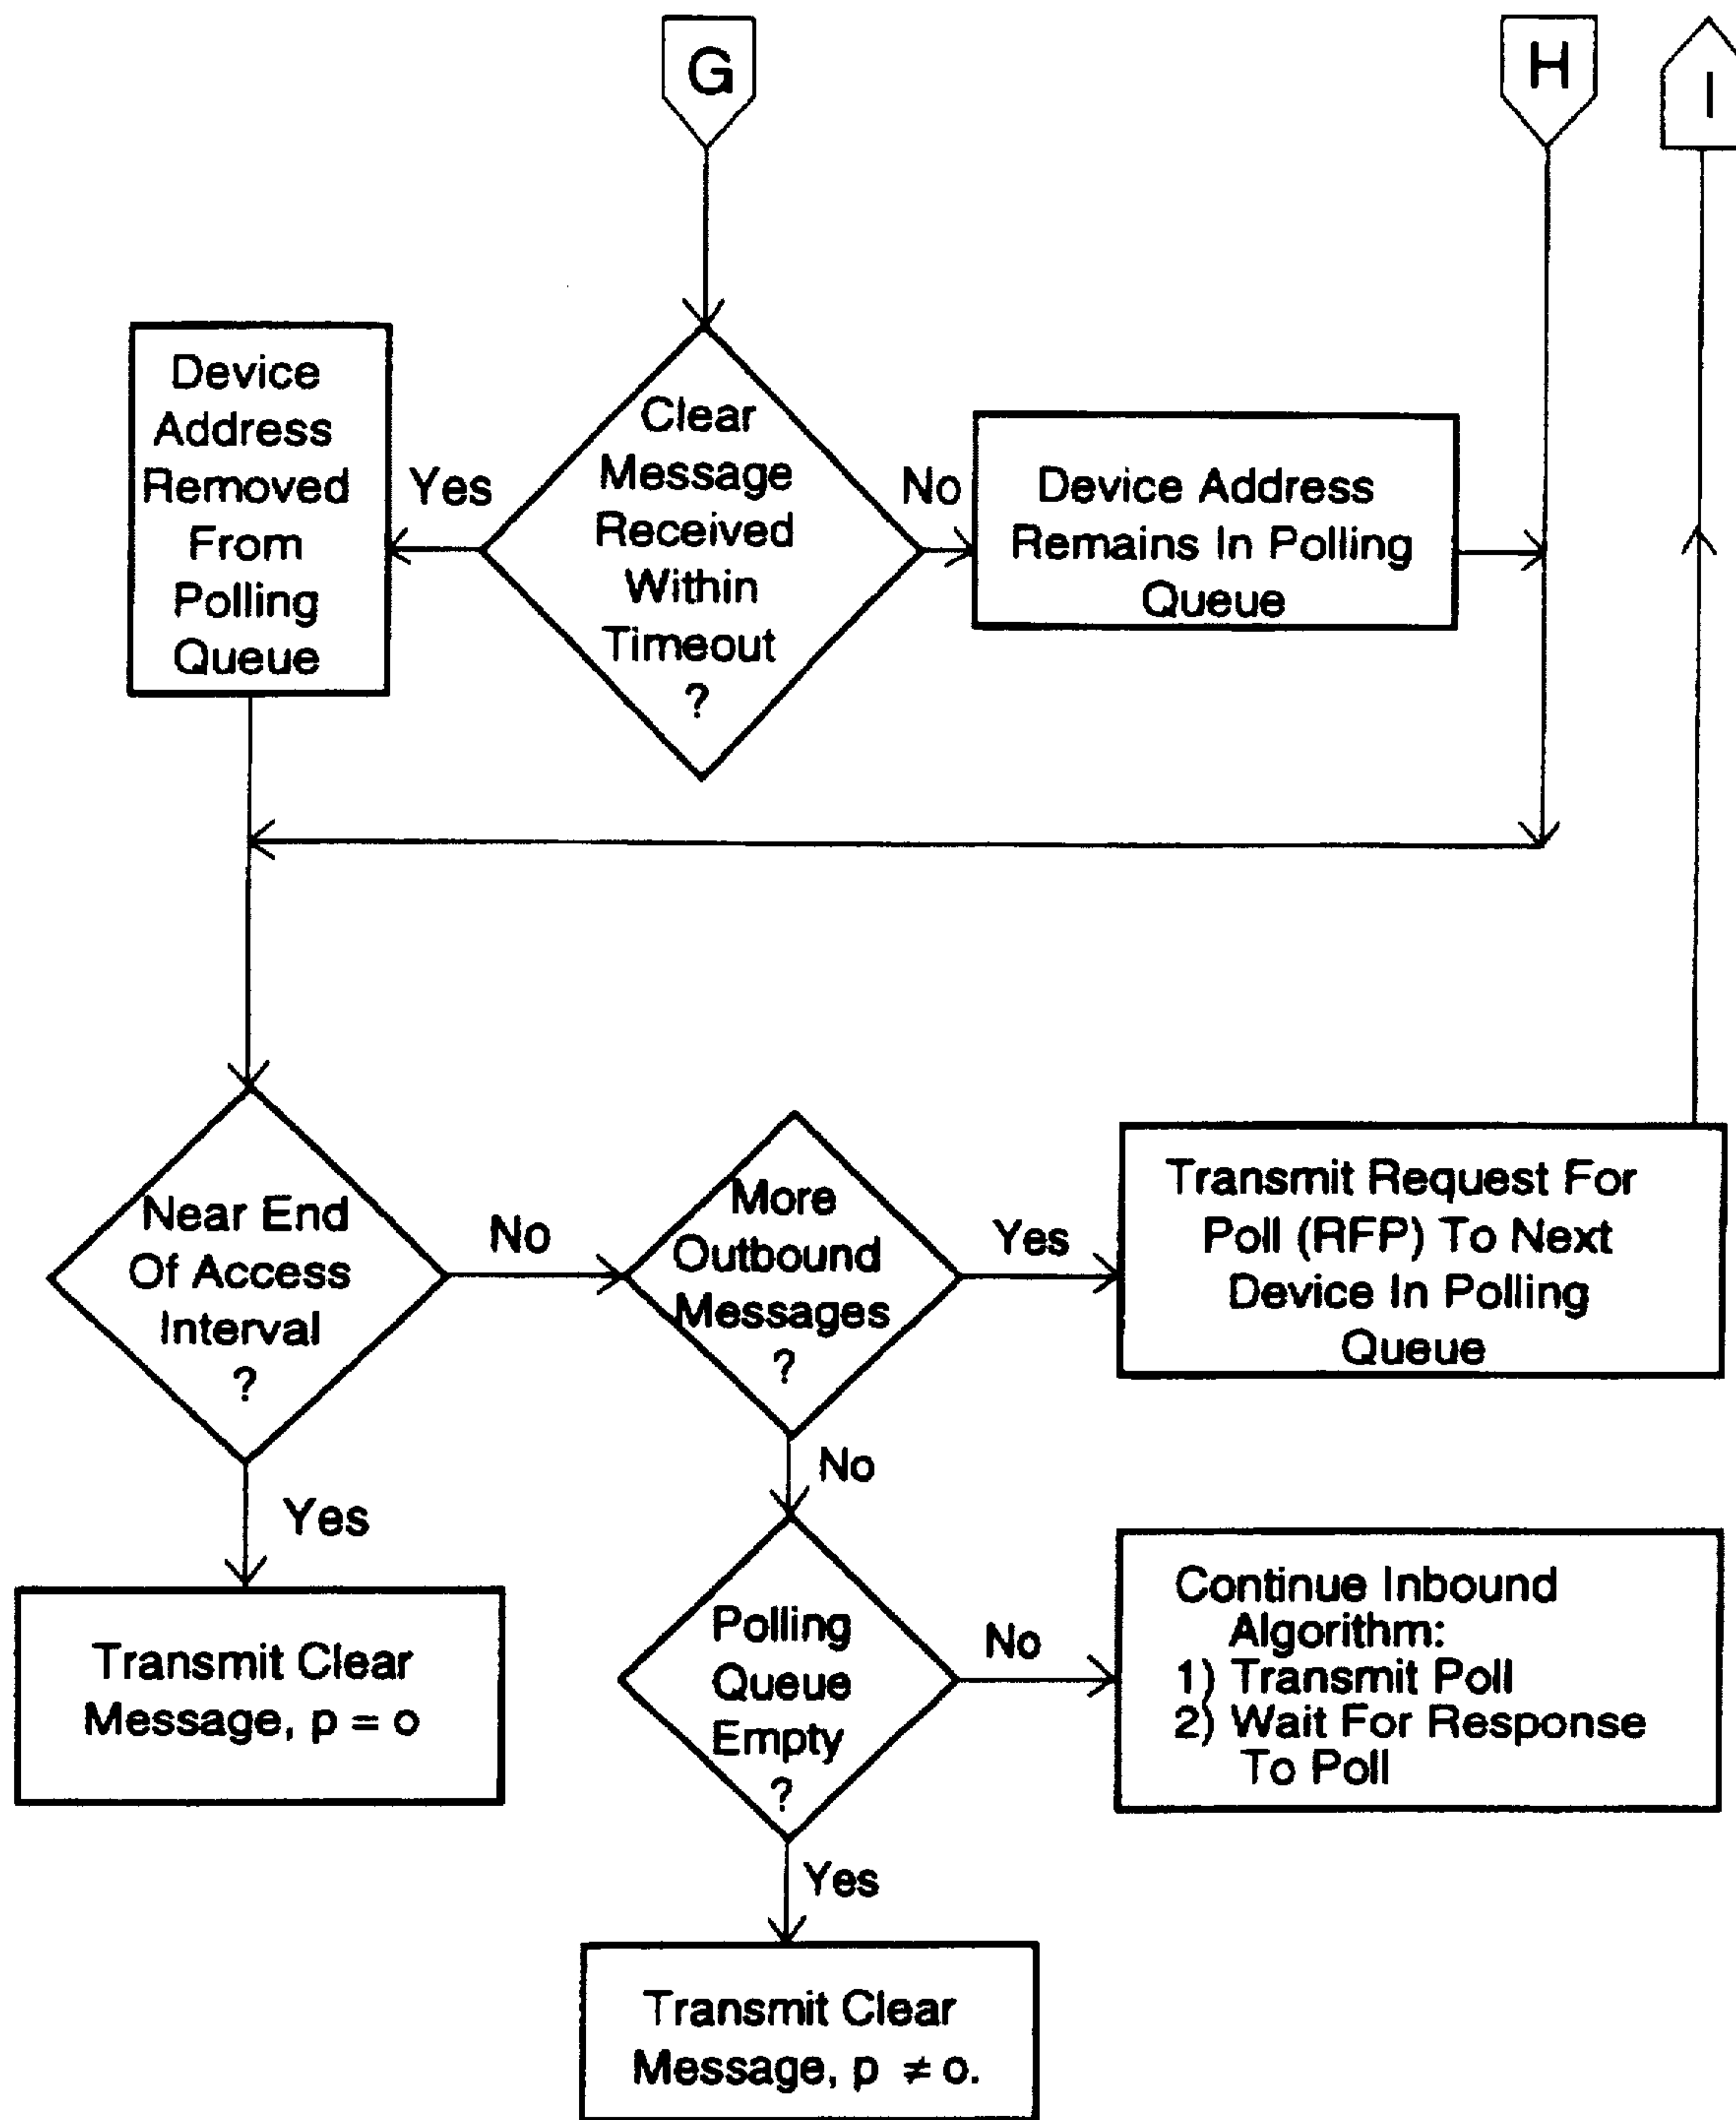 G
H
I
Device
Address
Removed
From
Polling
Queue
Yes
Clear
Message
Received
Within
Timeout
?
No
Device Address
Remains In Polling
Queue
Near End
Of Access
Interval
?
No
More
Outbound
Messages
?
Yes
Transmit Request For
Poll (RFP) To Next
Device In Polling
Queue
Yes
No
Transmit Clear
Message, p = o
Polling
Queue
Empty
?
No
Continue Inbound
Algorithm:
1) Transmit Poll
2) Wait For Response
To Poll
Yes
Transmit Clear
Message, p ≠ o.